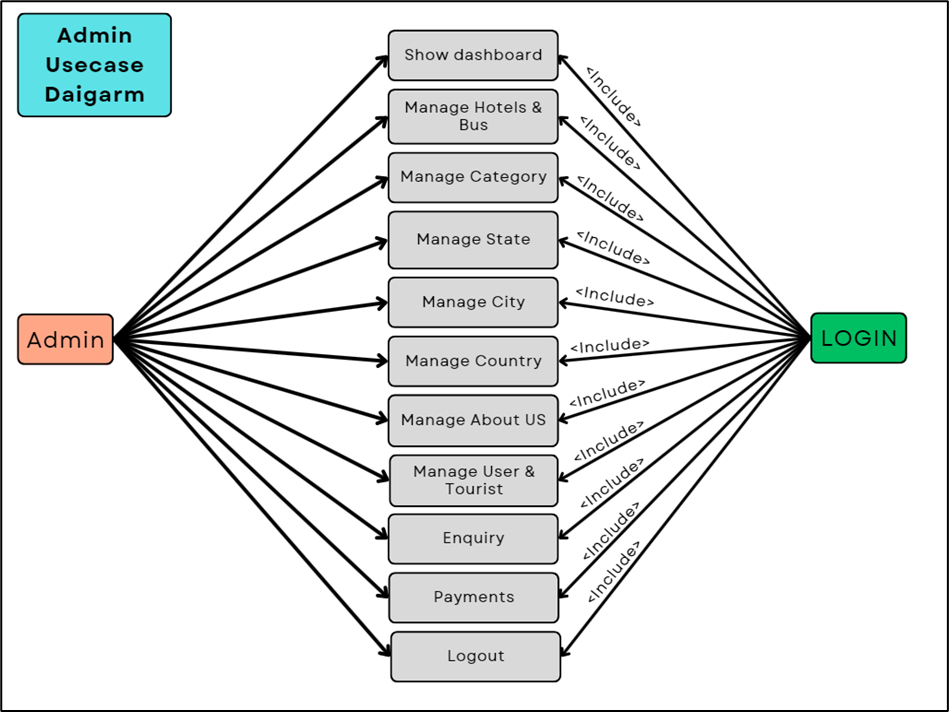 Admin
Usecase
Daigarm
Show dashboard
<Include>
Manage Hotels &
Bus
<Include>
Manage Category
<Include>
Manage State
<Include>
Manage City
<Include>
Admin
LOGIN
Manage Country
<Include>
Manage About US
<Include>
Manage User &
Tourist
<Include>
Enquiry
<Include>
Payments
<Include>
Logout
<Include>